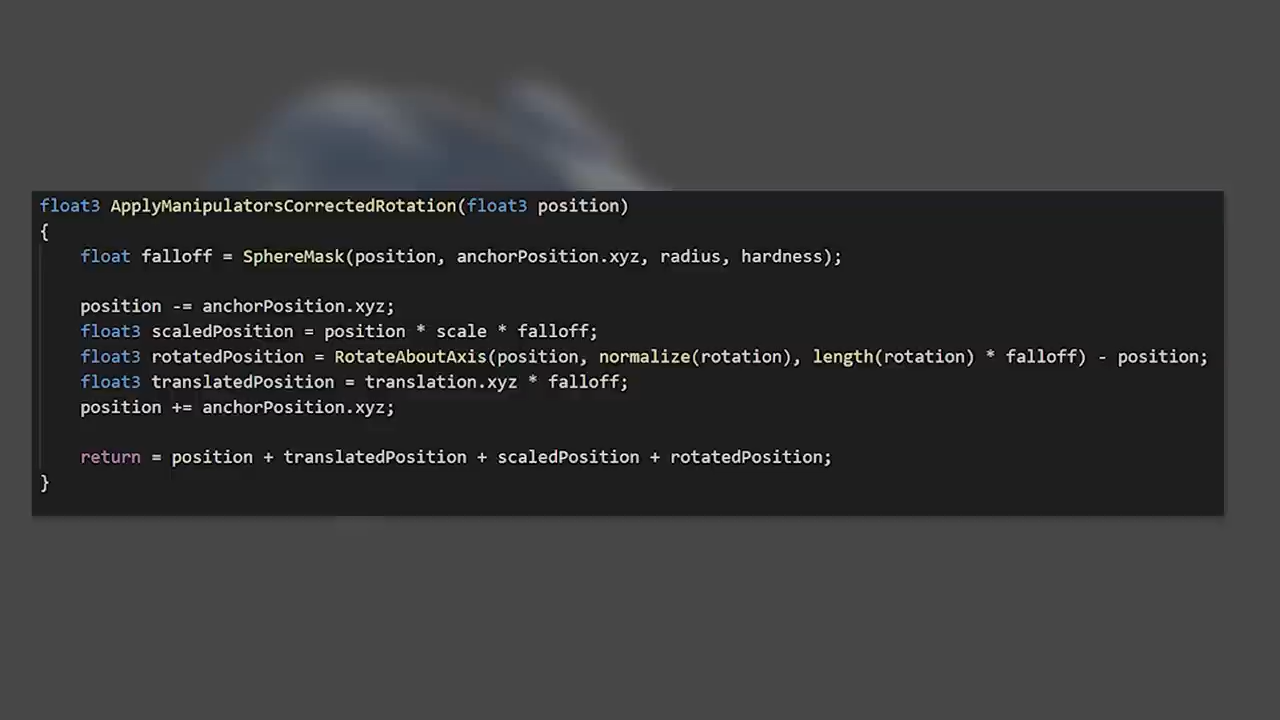 float3 ApplyManipulatorsCorrectedRotation(float3 position)
{
float falloff = SphereMask(position, anchorPosition.xyz, radius, hardness);
position -= anchorPosition.xyz;
float3 scaledPosition = position * scale * falloff;
float3 rotatedPosition = RotateAboutAxis(position, normalize(rotation), length(rotation) * falloff) - position;
float3 translatedPosition = translation.xyz * falloff;
position += anchorPosition.xyz;
return = position + translatedPosition + scaledPosition + rotatedPosition;
}